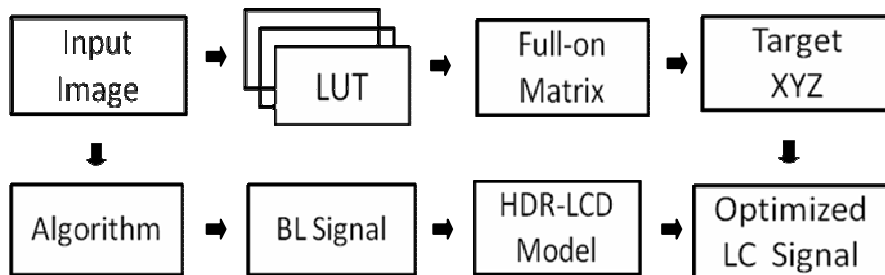 Input
Image
LUT
Full-on
Matrix
Target
XYZ
Algorithm
BL Signal
HDR-LCD
Model
Optimized
LC Signal